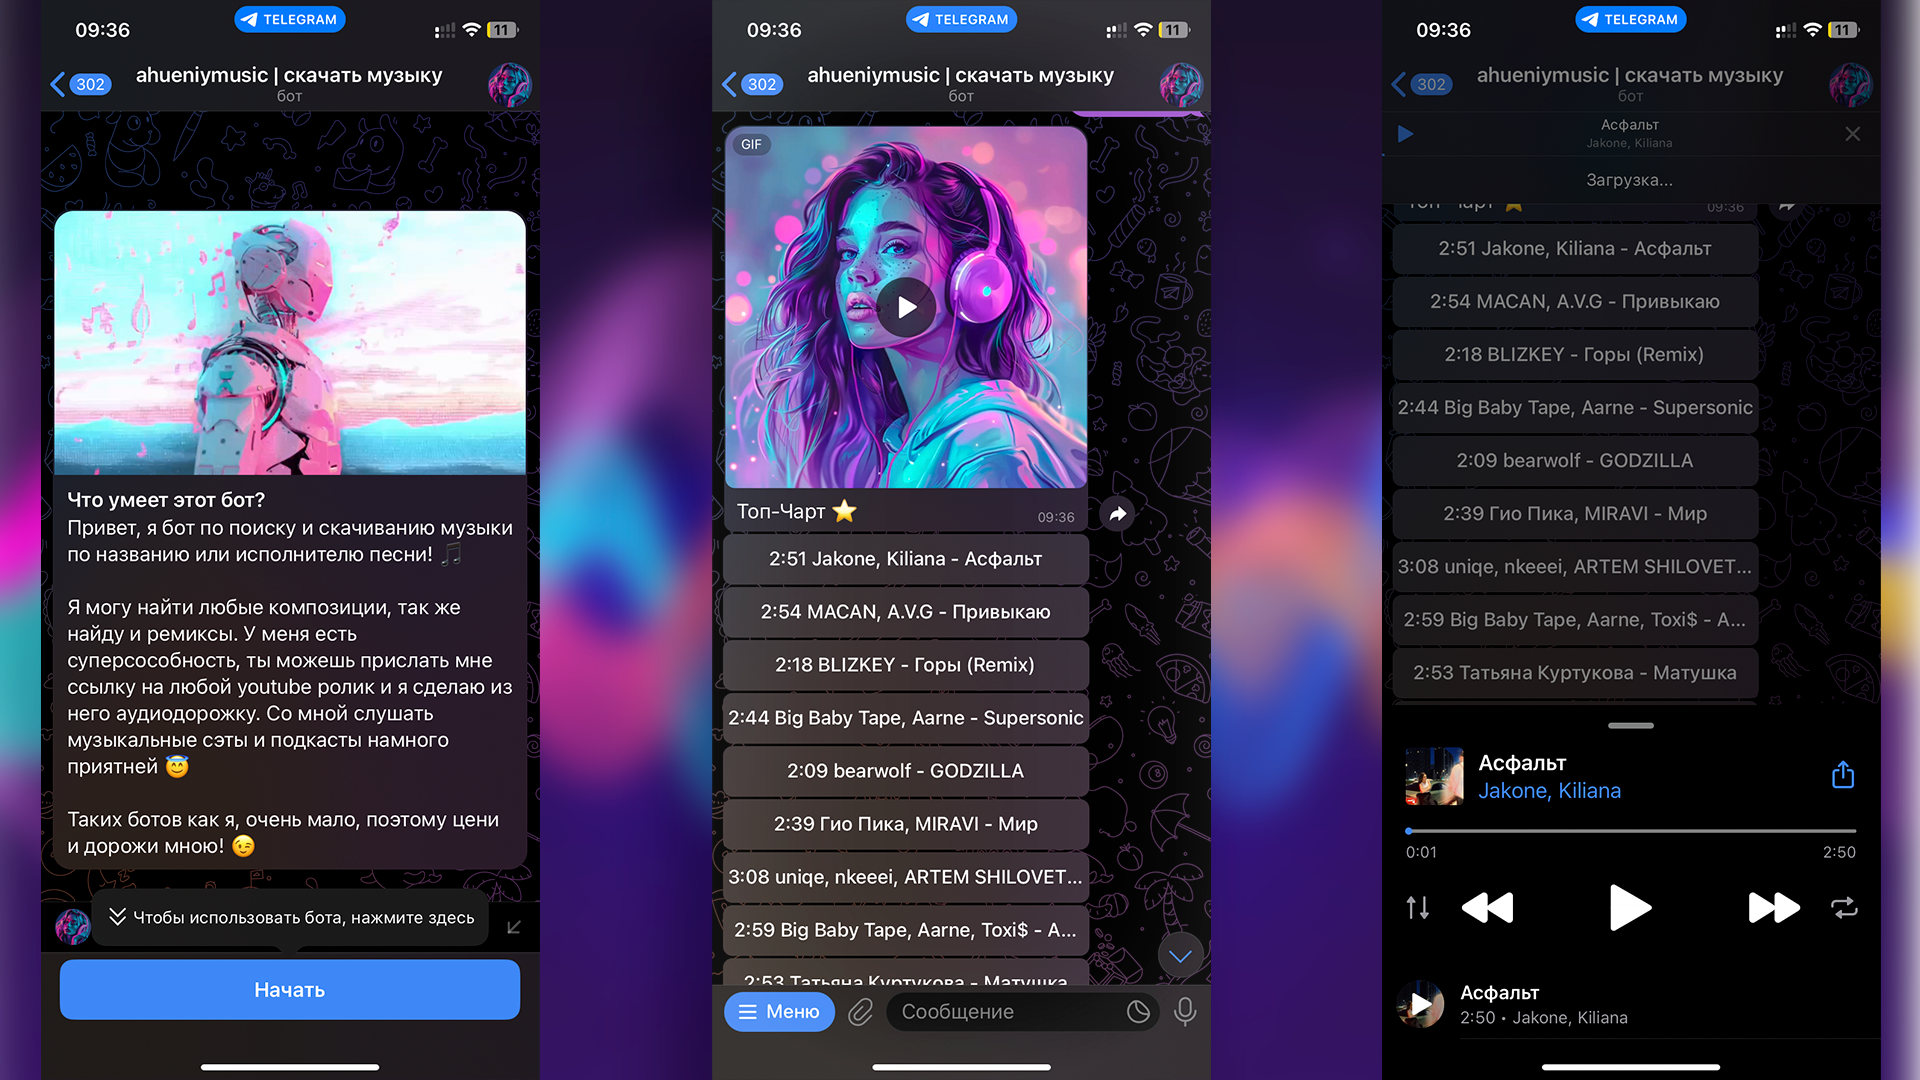 09:36
TELEGRAM
11
302
ahueniymusic | скачать музыку
бот
Что умеет этот бот?
Привет, я бот по поиску и скачиванию музыки
по названию или исполнителю песни! 🎵
Я могу найти любые композиции, так же
найду и ремиксы. У меня есть
суперсособность, ты можешь прислать мне
ссылку на любой youtube ролик и я сделаю из
него аудиодорожку. Со мной слушать
музыкальные сэты и подкасты намного
приятней 😇
Таких ботов как я, очень мало, поэтому цени
и дорожи мною! 😉
Чтобы использовать бота, нажмите здесь
Начать
09:36
TELEGRAM
11
302
ahueniymusic | скачать музыку
бот
GIF
Топ-Чарт ⭐
09:36
2:51 Jakone, Kiliana - Асфальт
2:54 MACAN, A.V.G - Привыкаю
2:18 BLIZKEY - Горы (Remix)
2:44 Big Baby Tape, Aarne - Supersonic
2:09 bearwolf - GODZILLA
2:39 Гио Пика, MIRAVI - Мир
3:08 uniqe, nkeeei, ARTEM SHILOVET...
2:59 Big Baby Tape, Aarne, Toxi$ - A...
2:53 Татьяна Куртукова - Матушка
Меню
Сообщение
09:36
TELEGRAM
11
302
ahueniymusic | скачать музыку
бот
Асфальт
Jakone, Kiliana
Загрузка...
Топ-Чарт ⭐
09:36
2:51 Jakone, Kiliana - Асфальт
2:54 MACAN, A.V.G - Привыкаю
2:18 BLIZKEY - Горы (Remix)
2:44 Big Baby Tape, Aarne - Supersonic
2:09 bearwolf - GODZILLA
2:39 Гио Пика, MIRAVI - Мир
3:08 uniqe, nkeeei, ARTEM SHILOVET...
2:59 Big Baby Tape, Aarne, Toxi$ - A...
2:53 Татьяна Куртукова - Матушка
Асфальт
Jakone, Kiliana
0:01
2:50
Асфальт
2:50 • Jakone, Kiliana